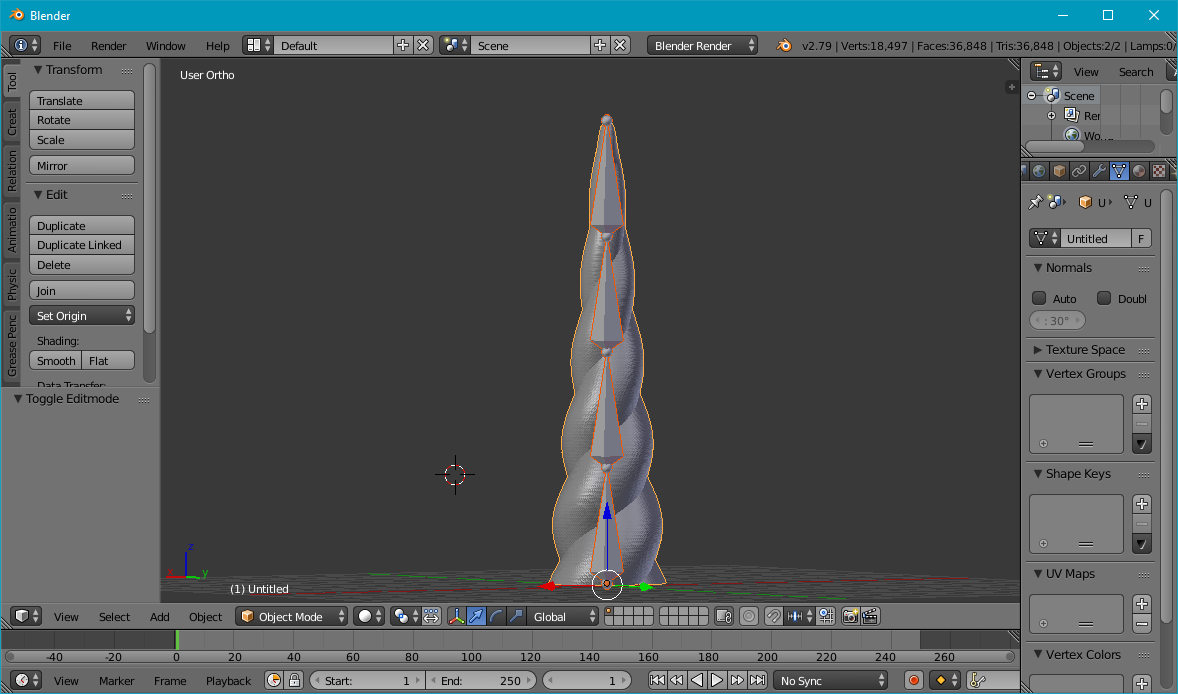 Blender
File Render Window Help Default Scene Blender Render v2.79 | Verts:18,497 | Faces:36,848 | Tris:36,848 | Objects:2/2 | Lamps:0/
Tool
Creat
Relation
Animatio
Physic
Grease Penc
Transform
Translate
Rotate
Scale
Mirror
Edit
Duplicate
Duplicate Linked
Delete
Join
Set Origin
Shading:
Smooth Flat
Data Transfer:
Toggle Editmode
User Ortho
z
x
y
(1) Untitled
View Search
Scene
Rer
Wo
U U
Untitled F
Normals
Auto Doubl
: 30°
Texture Space
Vertex Groups
Shape Keys
UV Maps
Vertex Colors
View Select Add Object Object Mode Global
-40 -20 0 20 40 60 80 100 120 140 160 180 200 220 240 260
View Marker Frame Playback Start: 1 End: 250 1 No Sync